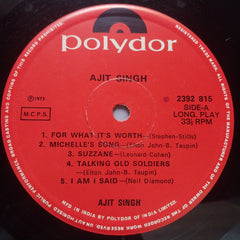 polydor
AJIT SINGH
℗ 1973
2392 815
SIDE-A
M.C.P.S.
LONG. PLAY
33⅓ RPM
1. FOR WHAT IT'S WORTH-(Stephen-Stills)
2. MICHELLE'S SONG-(Elton John-B. Taupin)
3. SUZZANE-(Leonard-Cohen)
4. TALKING OLD SOLDIERS
(Elton John-B. Taupin)
5. I AM I SAID-(Neil Diamond)
AJIT SINGH
MADE IN INDIA BY POLYDOR OF INDIA LIMITED.